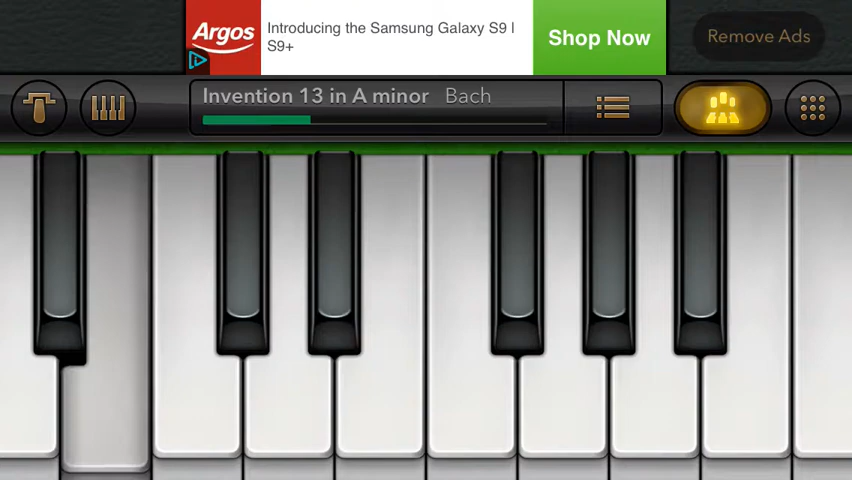 Argos
Introducing the Samsung Galaxy S9 |
S9+
Shop Now
Remove Ads
Invention 13 in A minor Bach